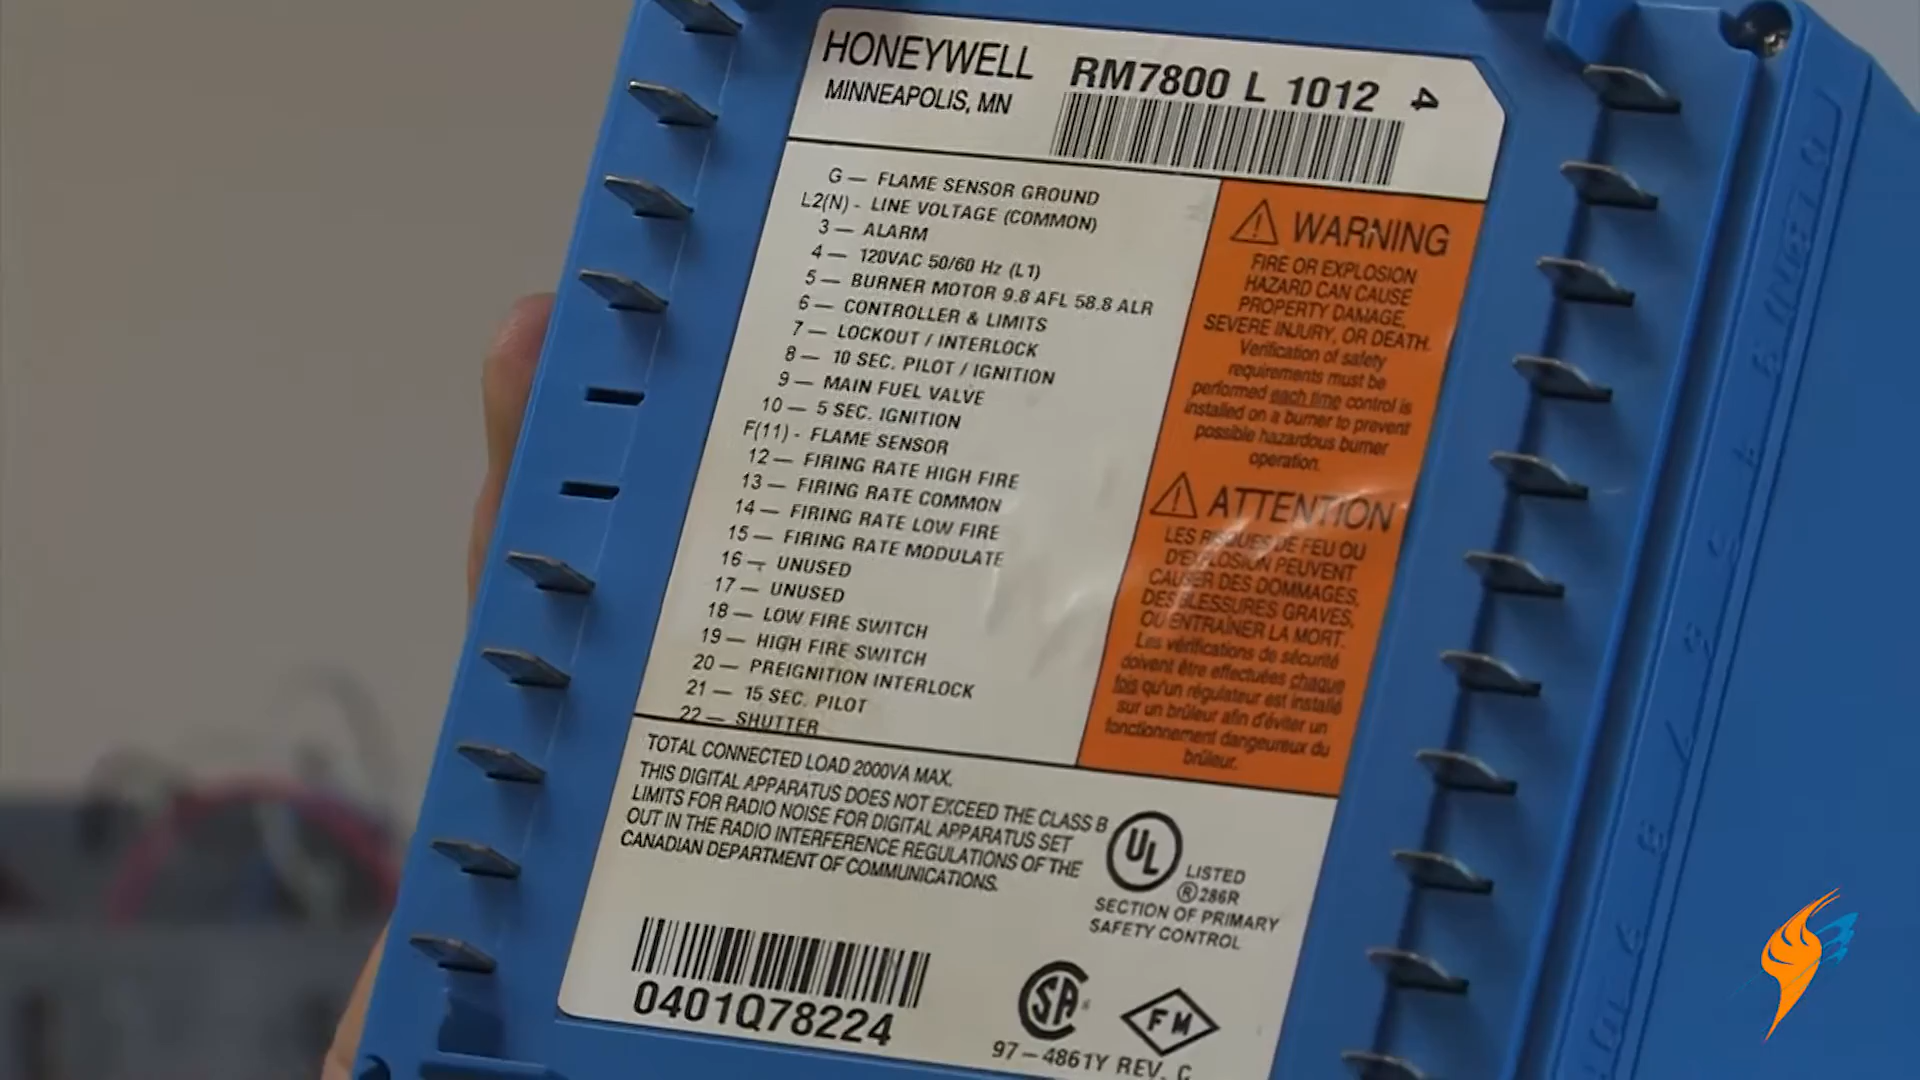 HONEYWELL
MINNEAPOLIS, MN
RM7800 L 1012 4
G — FLAME SENSOR GROUND
L2(N) - LINE VOLTAGE (COMMON)
3 — ALARM
4 — 120VAC 50/60 Hz (L1)
5 — BURNER MOTOR 9.8 AFL 58.8 ALR
6 — CONTROLLER & LIMITS
7 — LOCKOUT / INTERLOCK
8 — 10 SEC. PILOT / IGNITION
9 — MAIN FUEL VALVE
10 — 5 SEC. IGNITION
F(11) - FLAME SENSOR
12 — FIRING RATE HIGH FIRE
13 — FIRING RATE COMMON
14 — FIRING RATE LOW FIRE
15 — FIRING RATE MODULATE
16 — UNUSED
17 — UNUSED
18 — LOW FIRE SWITCH
19 — HIGH FIRE SWITCH
20 — PREIGNITION INTERLOCK
21 — 15 SEC. PILOT
22 — SHUTTER
WARNING
FIRE OR EXPLOSION
HAZARD CAN CAUSE
PROPERTY DAMAGE,
SEVERE INJURY, OR DEATH.
Verification of safety
requirements must be
performed each time control is
installed on a burner to prevent
possible hazardous burner
operation.
ATTENTION
LES RISQUES DE FEU OU
D'EXPLOSION PEUVENT
CAUSER DES DOMMAGES,
DES BLESSURES GRAVES,
OU ENTRAÎNER LA MORT.
Les vérifications de sécurité
doivent être effectuées chaque
fois qu'un régulateur est installé
sur un brûleur afin d'éviter un
fonctionnement dangeureux du
brûleur.
TOTAL CONNECTED LOAD 2000VA MAX.
THIS DIGITAL APPARATUS DOES NOT EXCEED THE CLASS B
LIMITS FOR RADIO NOISE FOR DIGITAL APPARATUS SET
OUT IN THE RADIO INTERFERENCE REGULATIONS OF THE
CANADIAN DEPARTMENT OF COMMUNICATIONS.
UL LISTED
® 286R
SECTION OF PRIMARY
SAFETY CONTROL
0401Q78224
SA
FM
97-4861Y REV. C